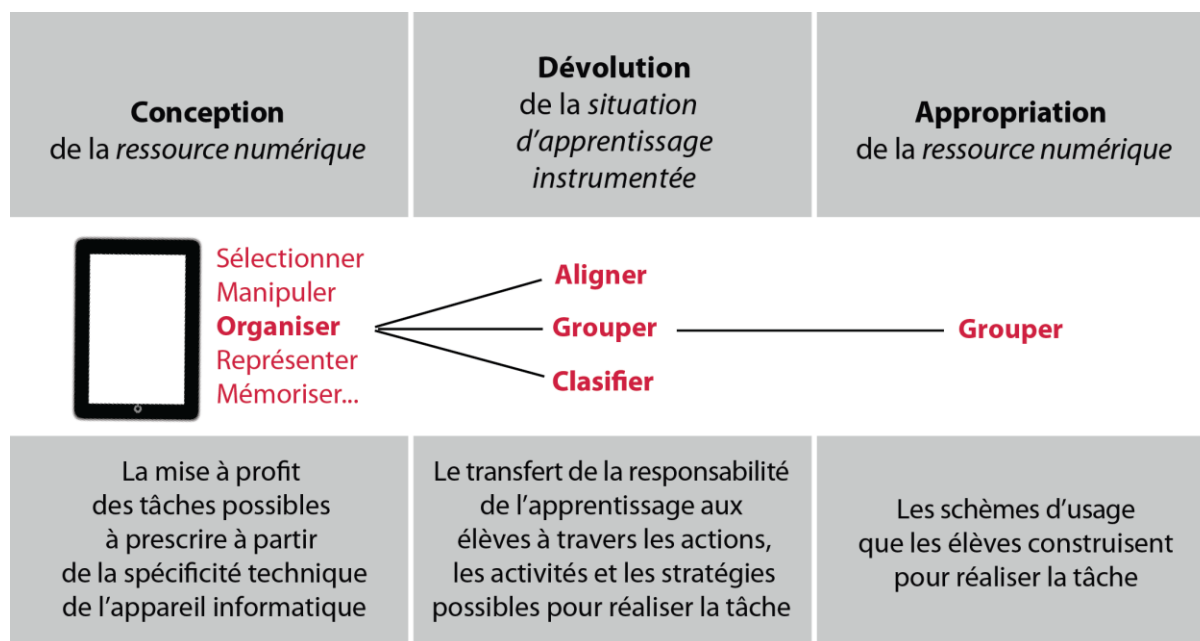 Conception
de la ressource numérique
Dévolution
de la situation
d'apprentissage
instrumentée
Appropriation
de la ressource numérique
Sélectionner
Manipuler
Organiser
Représenter
Mémoriser...
Aligner
Grouper
Clasifier
Grouper
La mise à profit
des tâches possibles
à prescrire à partir
de la spécificité technique
de l'appareil informatique
Le transfert de la responsabilité
de l'apprentissage aux
élèves à travers les actions,
les activités et les stratégies
possibles pour réaliser la tâche
Les schèmes d'usage
que les élèves construisent
pour réaliser la tâche